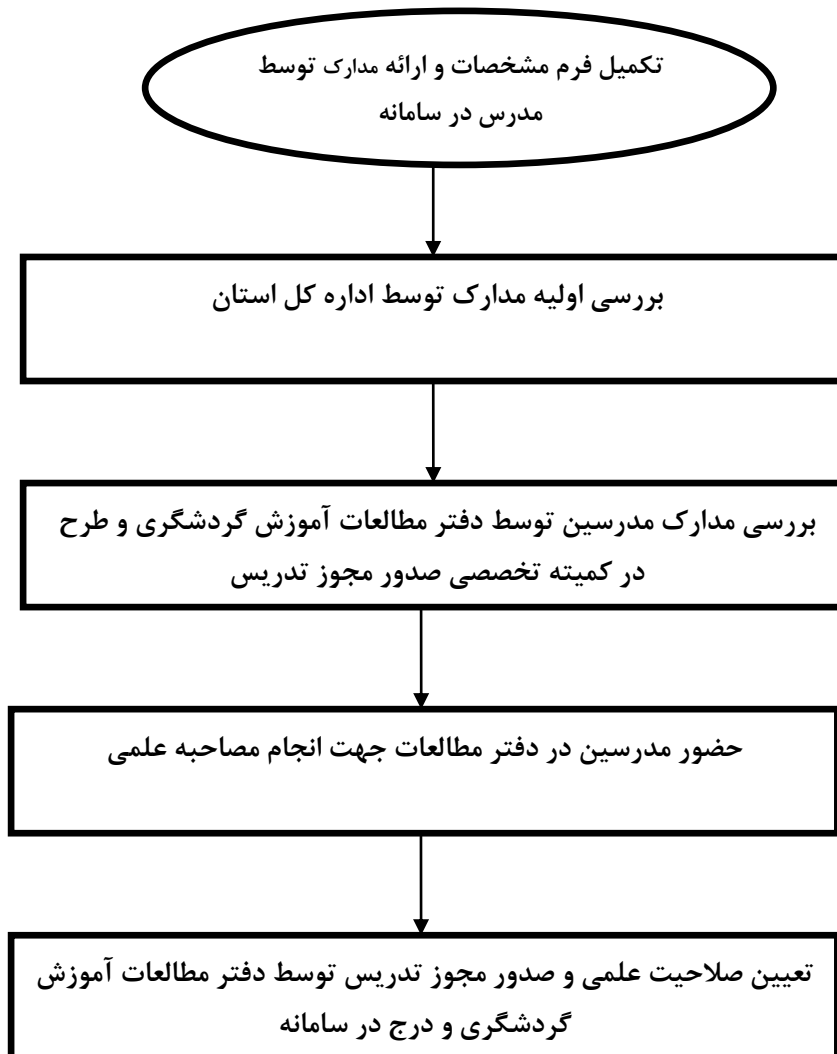 تکمیل فرم مشخصات و ارائه مدارک توسط
مدرس در سامانه
بررسی اولیه مدارک توسط اداره کل استان
بررسی مدارک مدرسین توسط دفتر مطالعات آموزش گردشگری و طرح
در کمیته تخصصی صدور مجوز تدریس
حضور مدرسین در دفتر مطالعات جهت انجام مصاحبه علمی
تعیین صلاحیت علمی و صدور مجوز تدریس توسط دفتر مطالعات آموزش
گردشگری و درج در سامانه